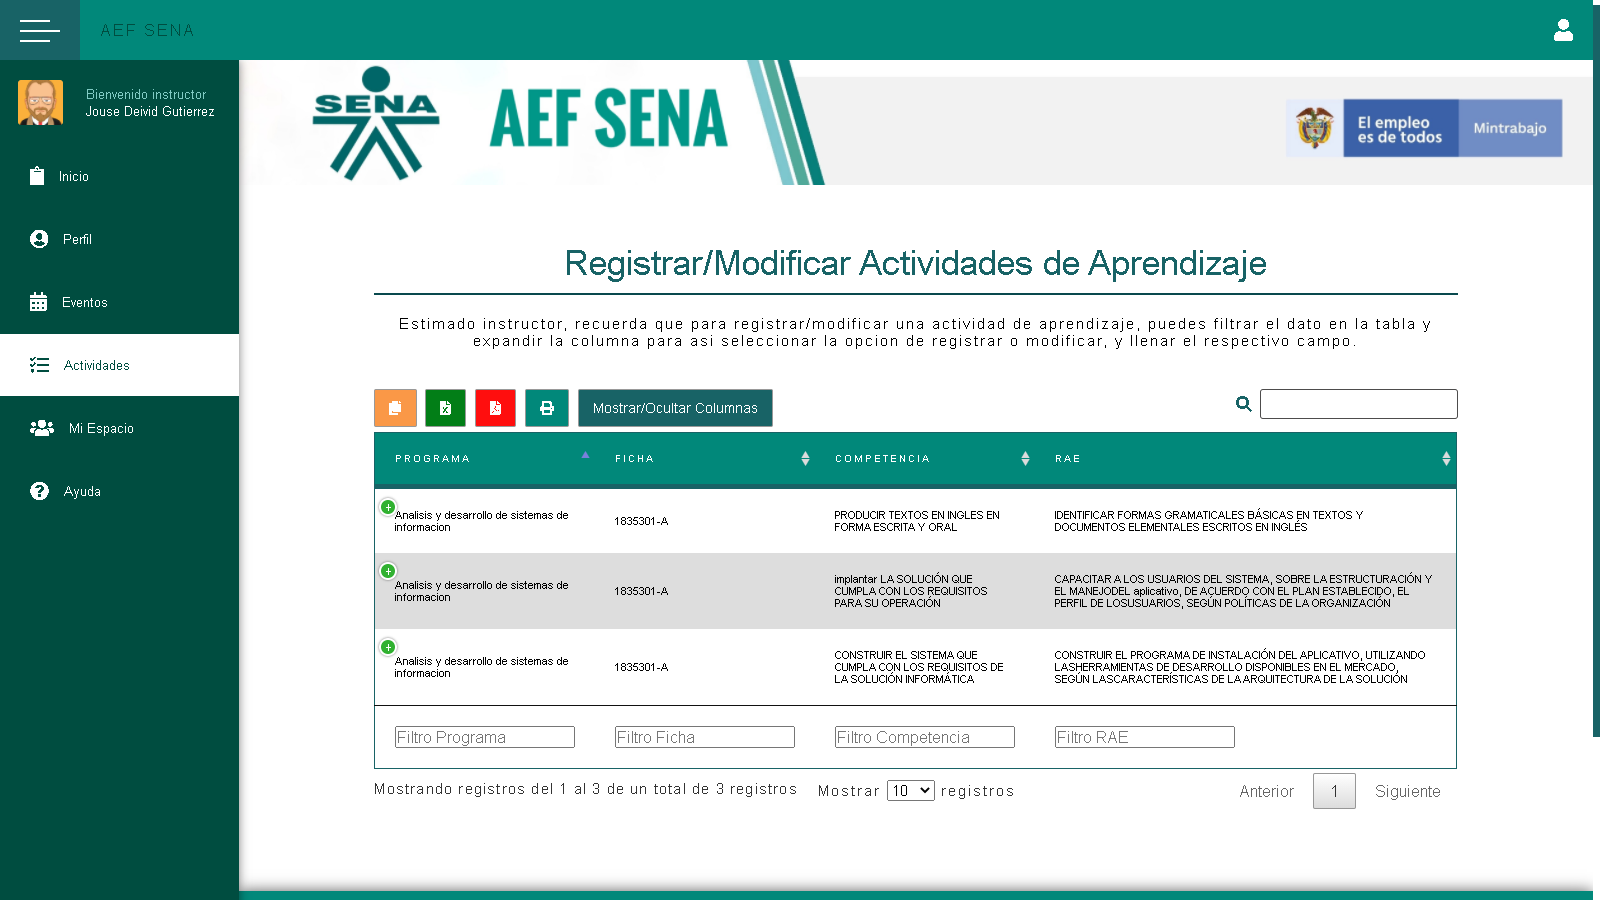 AEF SENA
Bienvenido instructor
Jouse Deivid Gutierrez
Inicio
Perfil
Eventos
Actividades
Mi Espacio
Ayuda
SENA
AEF SENA
El empleo
es de todos
Mintrabajo
Registrar/Modificar Actividades de Aprendizaje
Estimado instructor, recuerda que para registrar/modificar una actividad de aprendizaje, puedes filtrar el dato en la tabla y
expandir la columna para asi seleccionar la opcion de registrar o modificar, y llenar el respectivo campo.
Mostrar/Ocultar Columnas
PROGRAMA FICHA COMPETENCIA RAE
Analisis y desarrollo de sistemas de
informacion
1835301-A
PRODUCIR TEXTOS EN INGLES EN
FORMA ESCRITA Y ORAL
IDENTIFICAR FORMAS GRAMATICALES BÁSICAS EN TEXTOS Y
DOCUMENTOS ELEMENTALES ESCRITOS EN INGLÉS
Analisis y desarrollo de sistemas de
informacion
1835301-A
implantar LA SOLUCIÓN QUE
CUMPLA CON LOS REQUISITOS
PARA SU OPERACIÓN
CAPACITAR A LOS USUARIOS DEL SISTEMA, SOBRE LA ESTRUCTURACIÓN Y
EL MANEJODEL aplicativo, DE ACUERDO CON EL PLAN ESTABLECIDO, EL
PERFIL DE LOSUSUARIOS, SEGÚN POLÍTICAS DE LA ORGANIZACIÓN
Analisis y desarrollo de sistemas de
informacion
1835301-A
CONSTRUIR EL SISTEMA QUE
CUMPLA CON LOS REQUISITOS DE
LA SOLUCIÓN INFORMÁTICA
CONSTRUIR EL PROGRAMA DE INSTALACIÓN DEL APLICATIVO, UTILIZANDO
LASHERRAMIENTAS DE DESARROLLO DISPONIBLES EN EL MERCADO,
SEGÚN LASCARACTERÍSTICAS DE LA ARQUITECTURA DE LA SOLUCIÓN
Filtro Programa Filtro Ficha Filtro Competencia Filtro RAE
Mostrando registros del 1 al 3 de un total de 3 registros Mostrar 10 registros Anterior 1 Siguiente